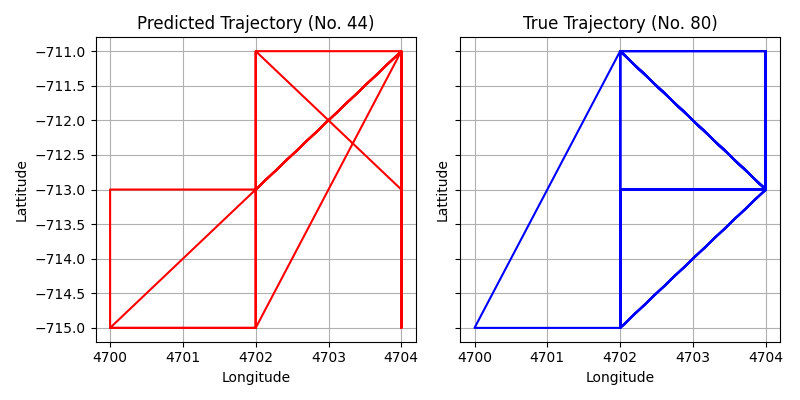 Predicted Trajectory (No. 44)
−711.0
−711.5
−712.0
−712.5
−713.0
−713.5
−714.0
−714.5
−715.0
Lattitude
4700 4701 4702 4703 4704
Longitude
True Trajectory (No. 80)
Lattitude
4700 4701 4702 4703 4704
Longitude